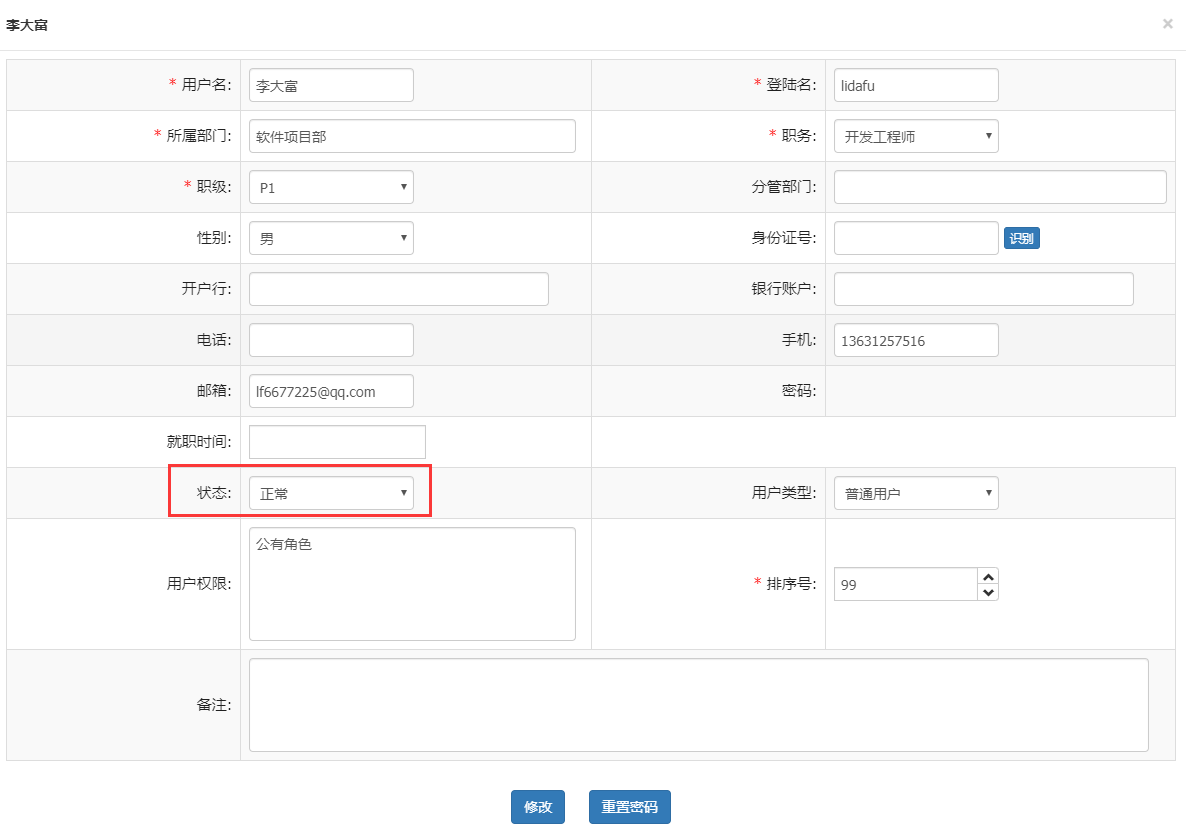 李大富 ×
* 用户名: 李大富 * 登陆名: lidafu
* 所属部门: 软件项目部 * 职务: 开发工程师
* 职级: P1 分管部门:
性别: 男 身份证号: 识别
开户行: 银行账户:
电话: 手机: 13631257516
邮箱: lf6677225@qq.com 密码:
就职时间:
状态: 正常 用户类型: 普通用户
用户权限: 公有角色 * 排序号: 99
备注:
修改 重置密码